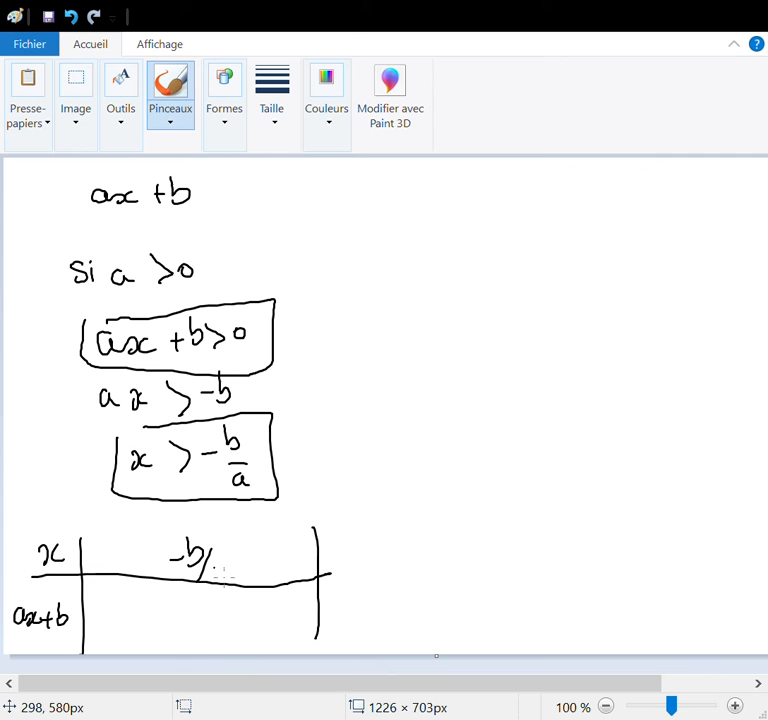 Fichier Accueil Affichage
Presse-papiers Image Outils Pinceaux Formes Taille Couleurs Modifier avec Paint 3D
ax + b
si a > 0
ax + b > 0
a x > -b
x > -b/a
x -b/
ax+b
298, 580px 1226 × 703px 100 %